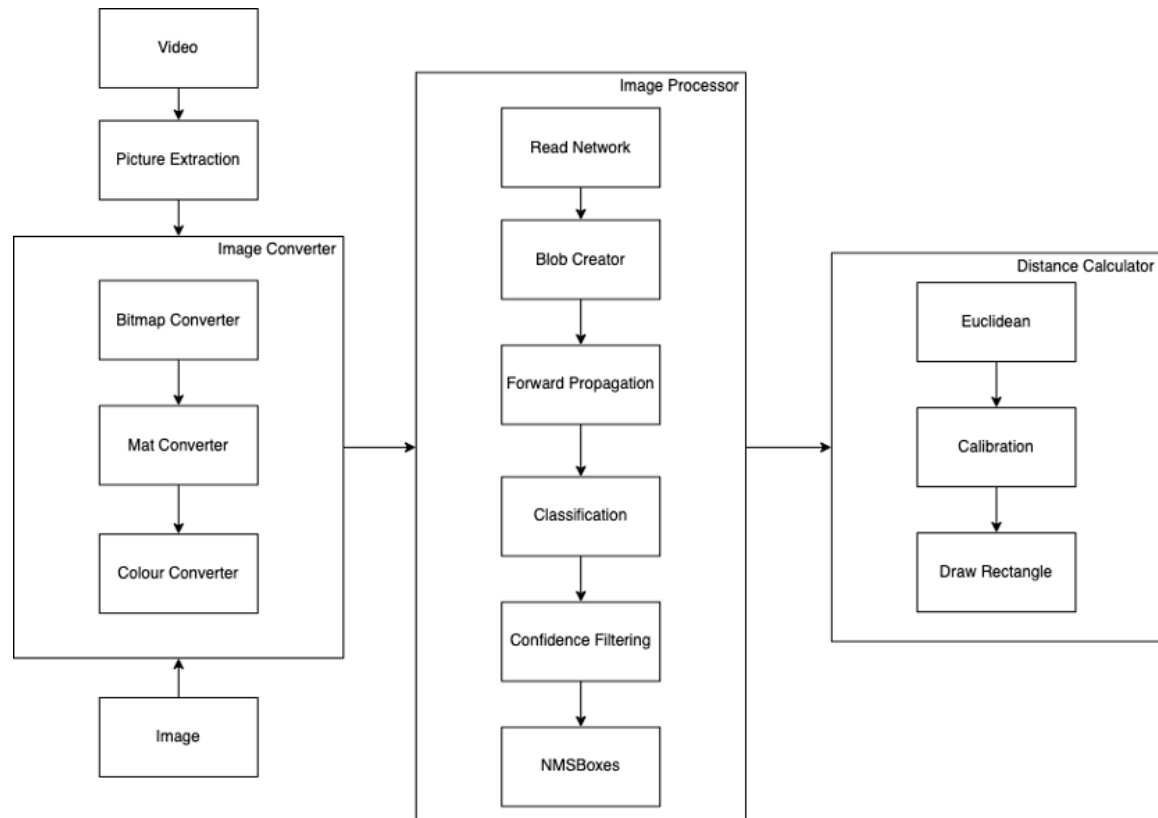 Video
Picture Extraction
Image Converter
Bitmap Converter
Mat Converter
Colour Converter
Image
Image Processor
Read Network
Blob Creator
Forward Propagation
Classification
Confidence Filtering
NMSBoxes
Distance Calculator
Euclidean
Calibration
Draw Rectangle